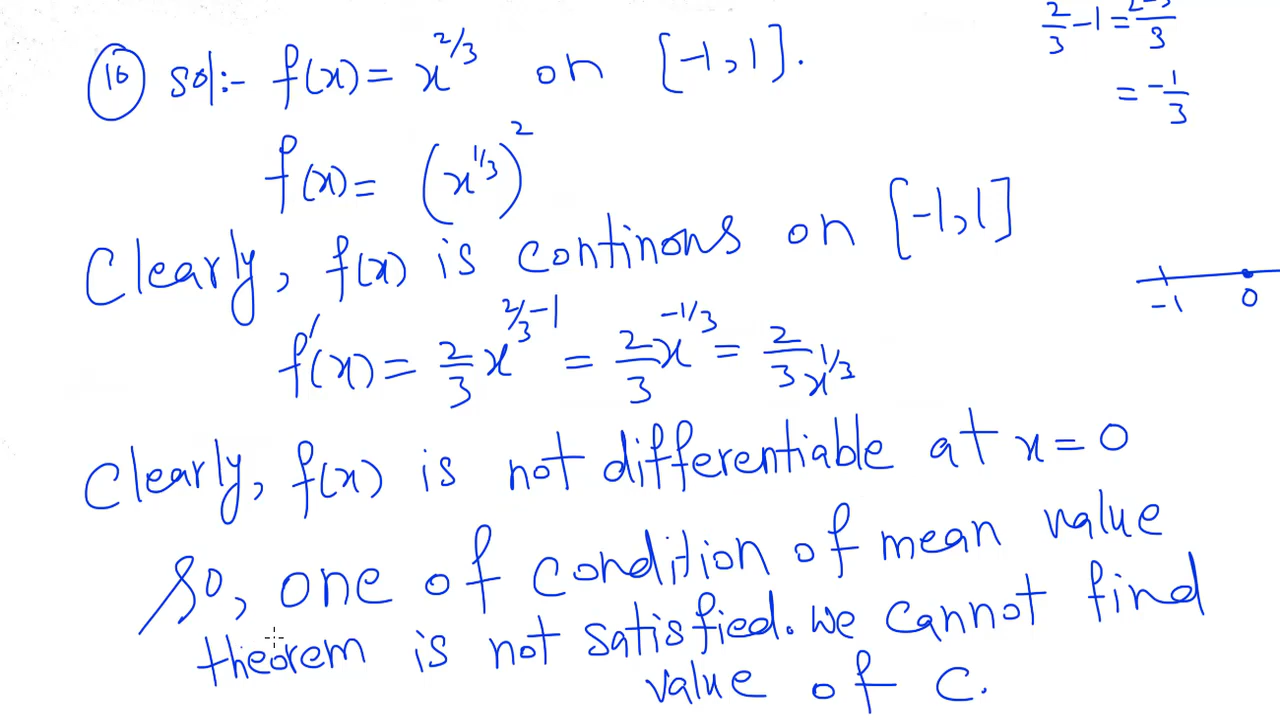 2/3 - 1 = 2-3/3
= -1/3
(16) sol:- f(x) = x^2/3 on [-1, 1].
f(x) = (x^1/3)^2
Clearly, f(x) is continous on [-1, 1]
-1 0
f'(x) = 2/3 x^2/3-1 = 2/3 x^-1/3 = 2/3x^1/3
Clearly, f(x) is not differentiable at x = 0
So, one of condition of mean value
theorem is not satisfied. We cannot find
value of C.